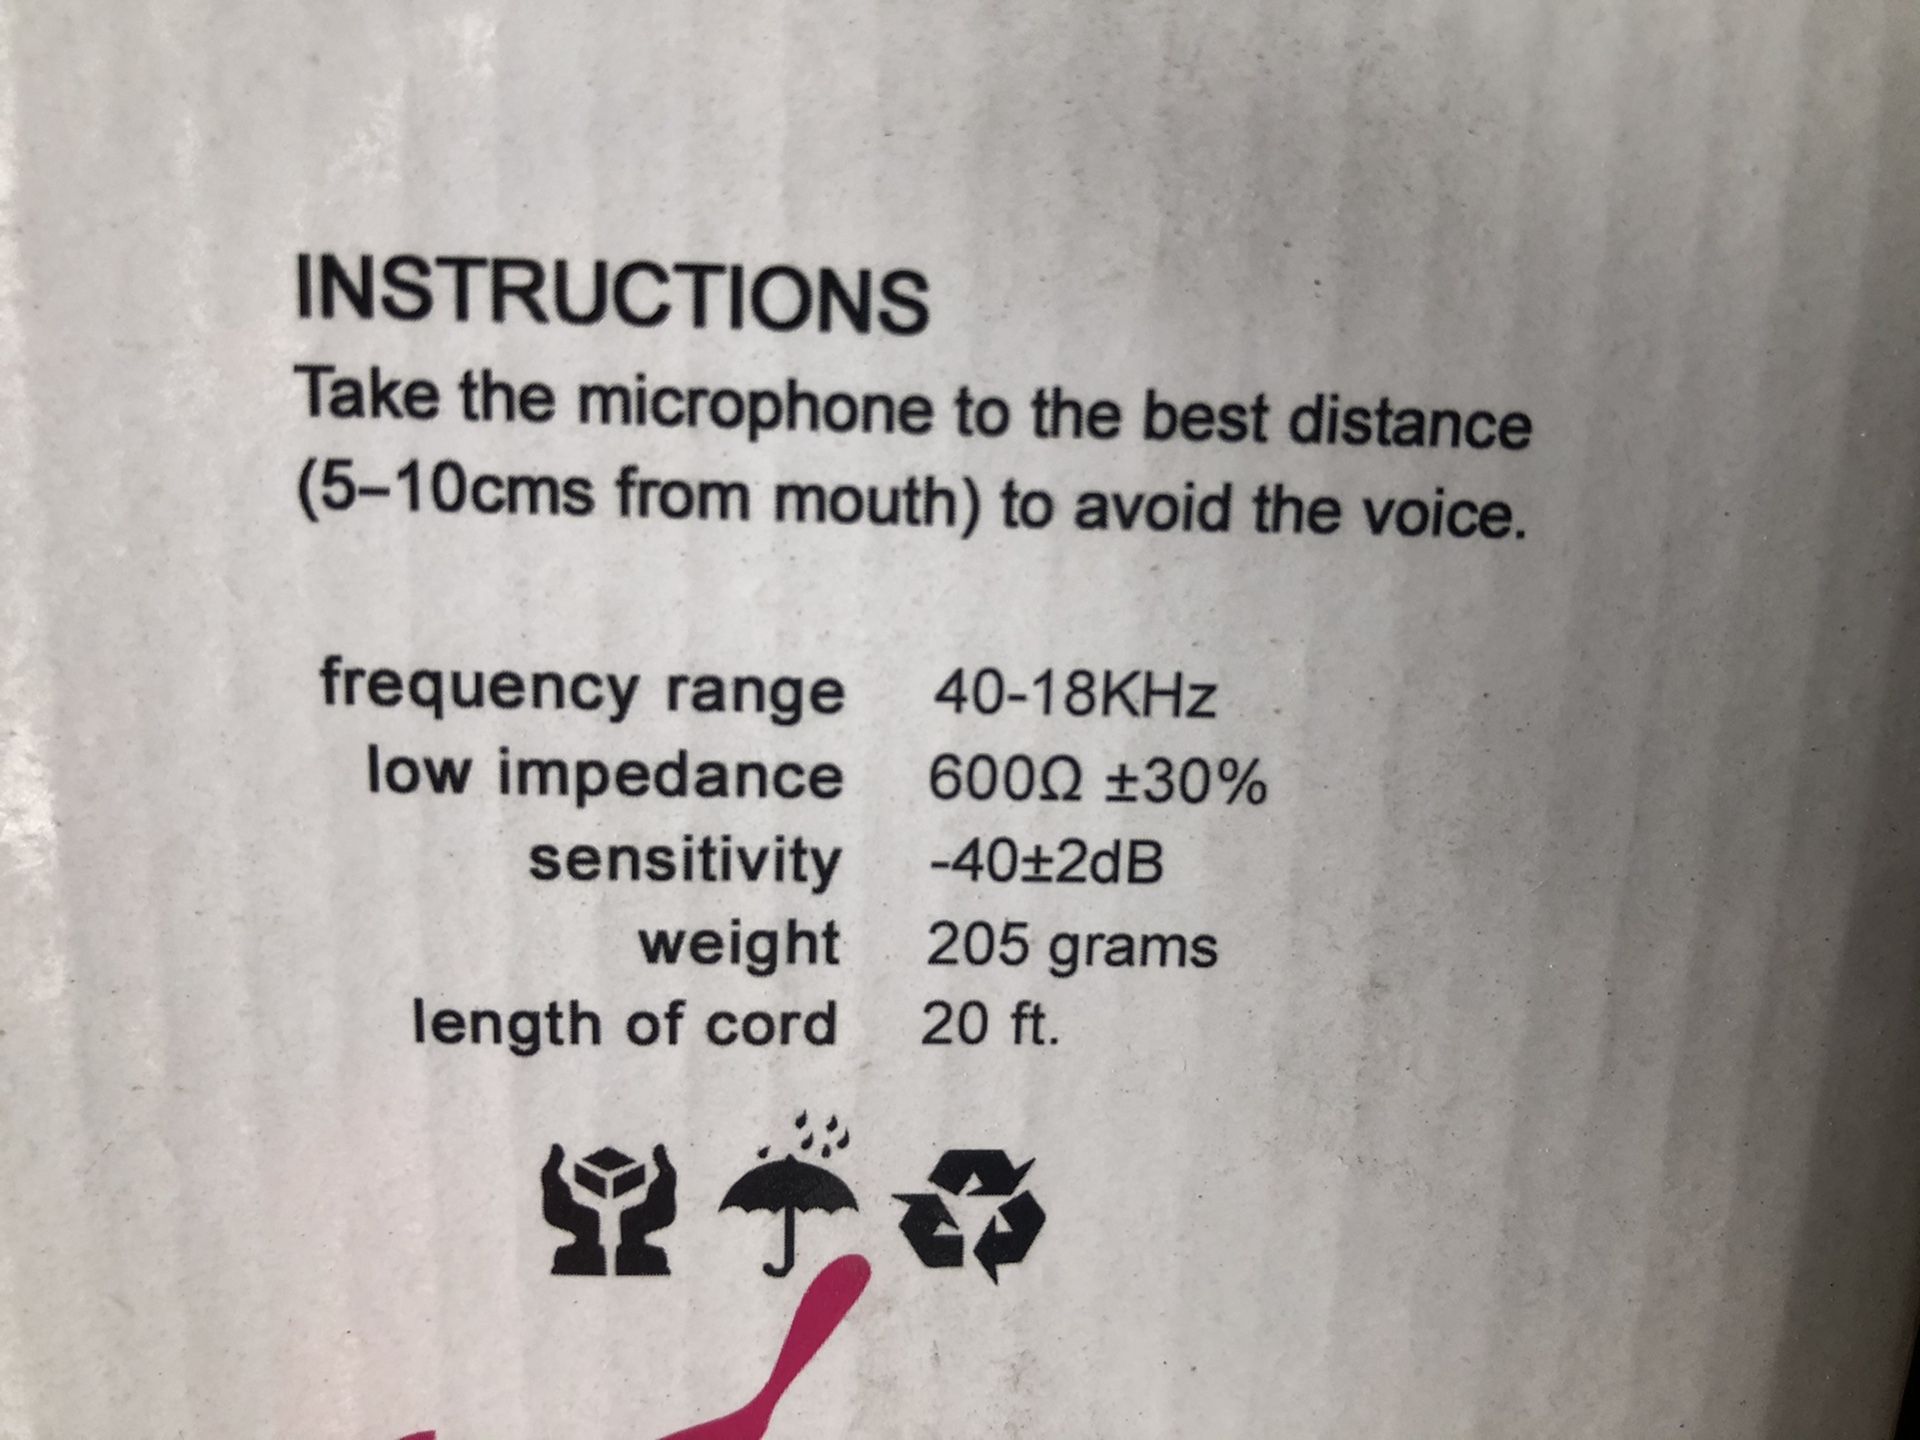 INSTRUCTIONS
Take the microphone to the best distance
(5–10cms from mouth) to avoid the voice.
frequency range 40-18KHz
low impedance 600Ω ±30%
sensitivity -40±2dB
weight 205 grams
length of cord 20 ft.